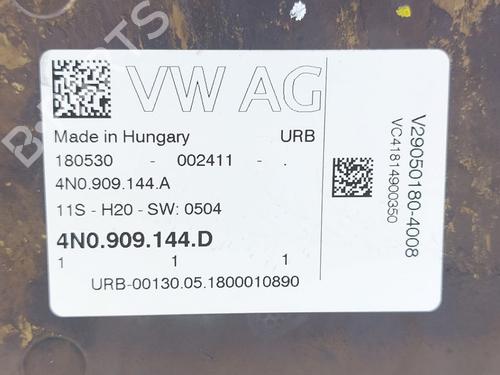 VW AG
Made in Hungary URB
180530 - 002411 - .
4N0.909.144.A
11S - H20 - SW: 0504
4N0.909.144.D
1 1 1
URB-00130.05.1800010890
V29050180-4008
VC41814900350